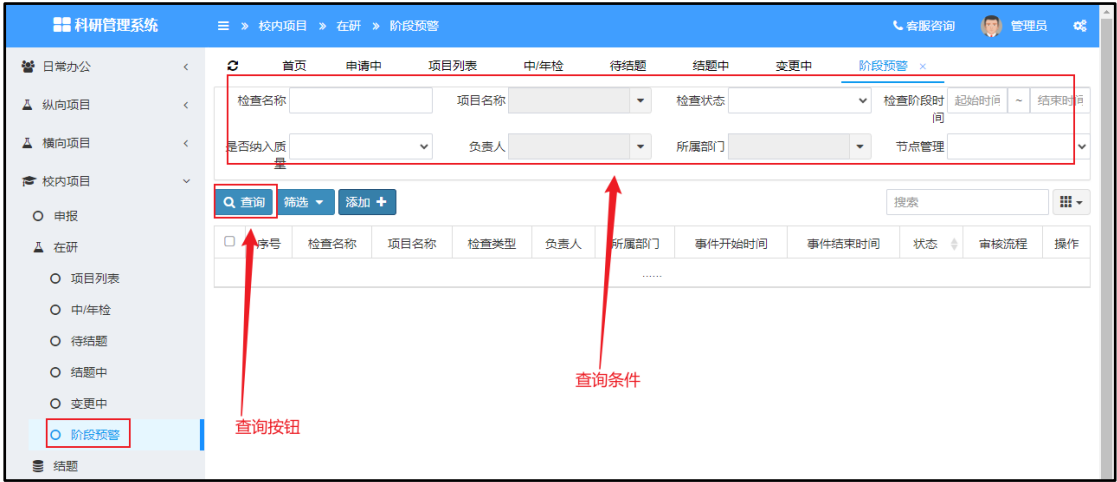 科研管理系统
校内项目 » 在研 » 阶段预警
客服咨询 管理员
日常办公
纵向项目
横向项目
校内项目
申报
在研
项目列表
中/年检
待结题
结题中
变更中
阶段预警
结题
首页 申请中 项目列表 中/年检 待结题 结题中 变更中 阶段预警 ×
检查名称 项目名称 检查状态 检查阶段时间 起始时间 ~ 结束时间
是否纳入质量 负责人 所属部门 节点管理
查询 筛选 添加 + 搜索
序号 检查名称 项目名称 检查类型 负责人 所属部门 事件开始时间 事件结束时间 状态 审核流程 操作
......
查询条件
查询按钮